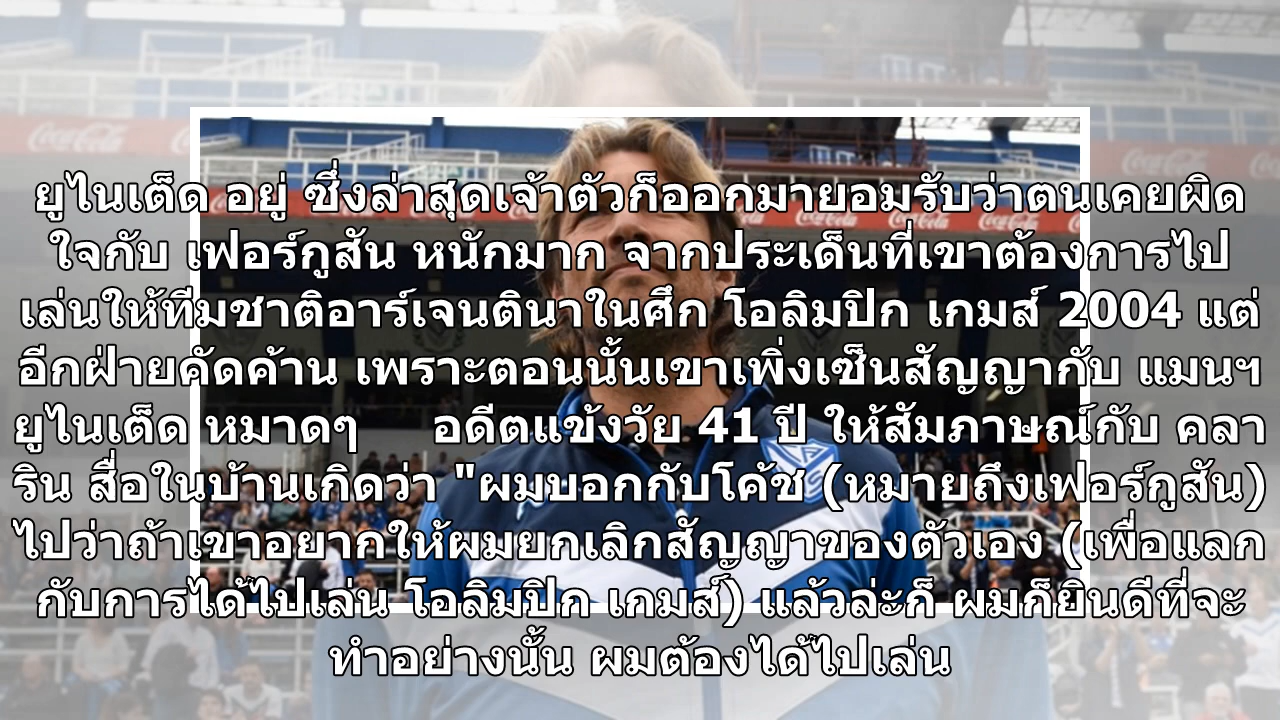 ยูไนเต็ด อยู่ ซึ่งล่าสุดเจ้าตัวก็ออกมายอมรับว่าตนเคยผิด
ใจกับ เฟอร์กูสัน หนักมาก จากประเด็นที่เขาต้องการไป
เล่นให้ทีมชาติอาร์เจนตินาในศึก โอลิมปิก เกมส์ 2004 แต่
อีกฝ่ายคัดค้าน เพราะตอนนั้นเขาเพิ่งเซ็นสัญญากับ แมนฯ
ยูไนเต็ด หมาดๆ อดีตแข้งวัย 41 ปี ให้สัมภาษณ์กับ คลา
ริน สื่อในบ้านเกิดว่า "ผมบอกกับโค้ช (หมายถึงเฟอร์กูสัน)
ไปว่าถ้าเขาอยากให้ผมยกเลิกสัญญาของตัวเอง (เพื่อแลก
กับการได้ไปเล่น โอลิมปิก เกมส์) แล้วล่ะก็ ผมก็ยินดีที่จะ
ทำอย่างนั้น ผมต้องได้ไปเล่น
Coca-Cola
Coca-Cola
Coca-Cola
Coca-Cola